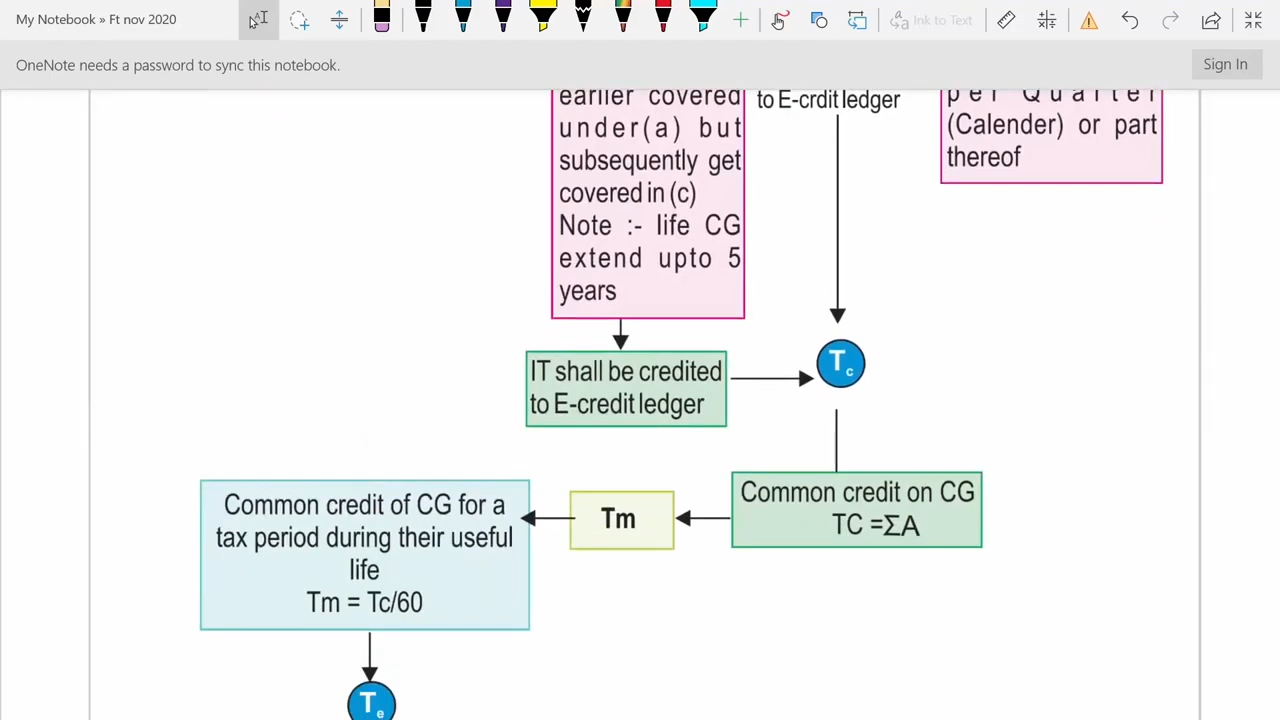 My Notebook » Ft nov 2020
Ink to Text
OneNote needs a password to sync this notebook.
Sign In
earlier covered
under(a) but
subsequently get
covered in (c)
Note :- life CG
extend upto 5
years
to E-crdit ledger
per Quarter
(Calender) or part
thereof
IT shall be credited
to E-credit ledger
Tc
Common credit on CG
TC =ΣA
Tm
Common credit of CG for a
tax period during their useful
life
Tm = Tc/60
Te